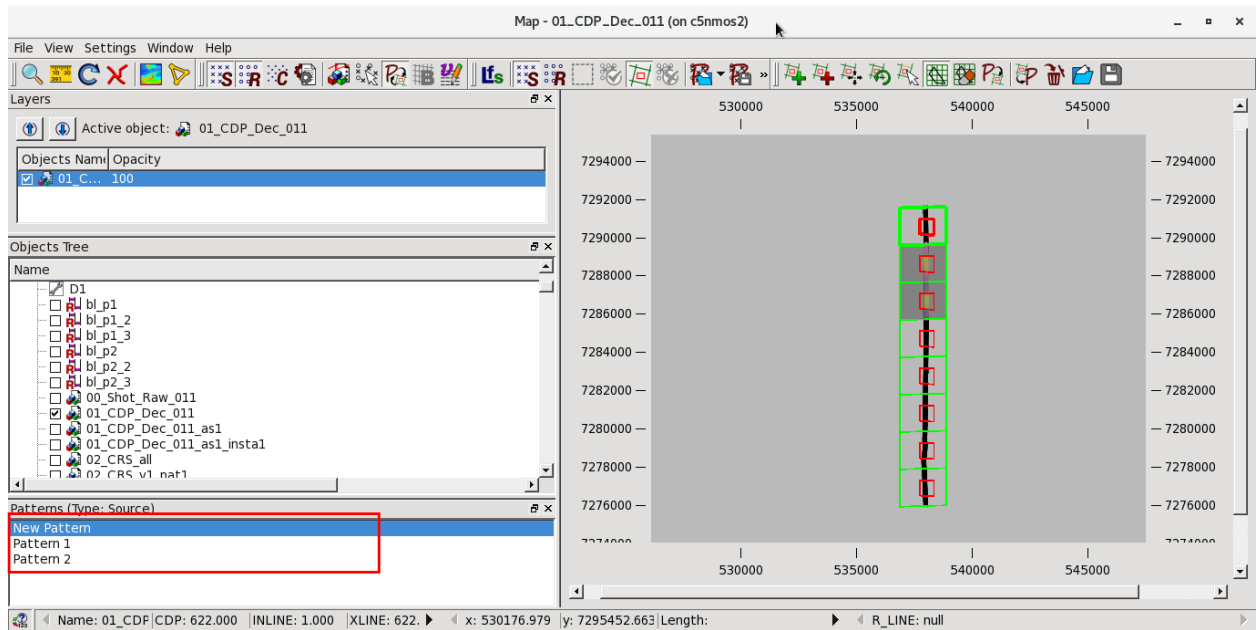 Map - 01_CDP_Dec_011 (on c5nmos2)
File View Settings Window Help
Lfs
Layers
Active object: 01_CDP_Dec_011
Objects Name Opacity
01_C... 100
Objects Tree
Name
D1
bl_p1
bl_p1_2
bl_p1_3
bl_p2
bl_p2_2
bl_p2_3
00_Shot_Raw_011
01_CDP_Dec_011
01_CDP_Dec_011_as1
01_CDP_Dec_011_as1_insta1
02_CRS_all
02_CRS_v1_pat1
Patterns (Type: Source)
New Pattern
Pattern 1
Pattern 2
530000 535000 540000 545000
7294000 7294000
7292000 7292000
7290000 7290000
7288000 7288000
7286000 7286000
7284000 7284000
7282000 7282000
7280000 7280000
7278000 7278000
7276000 7276000
7274000 7274000
530000 535000 540000 545000
Name: 01_CDP CDP: 622.000 INLINE: 1.000 XLINE: 622. x: 530176.979 y: 7295452.663 Length: R_LINE: null